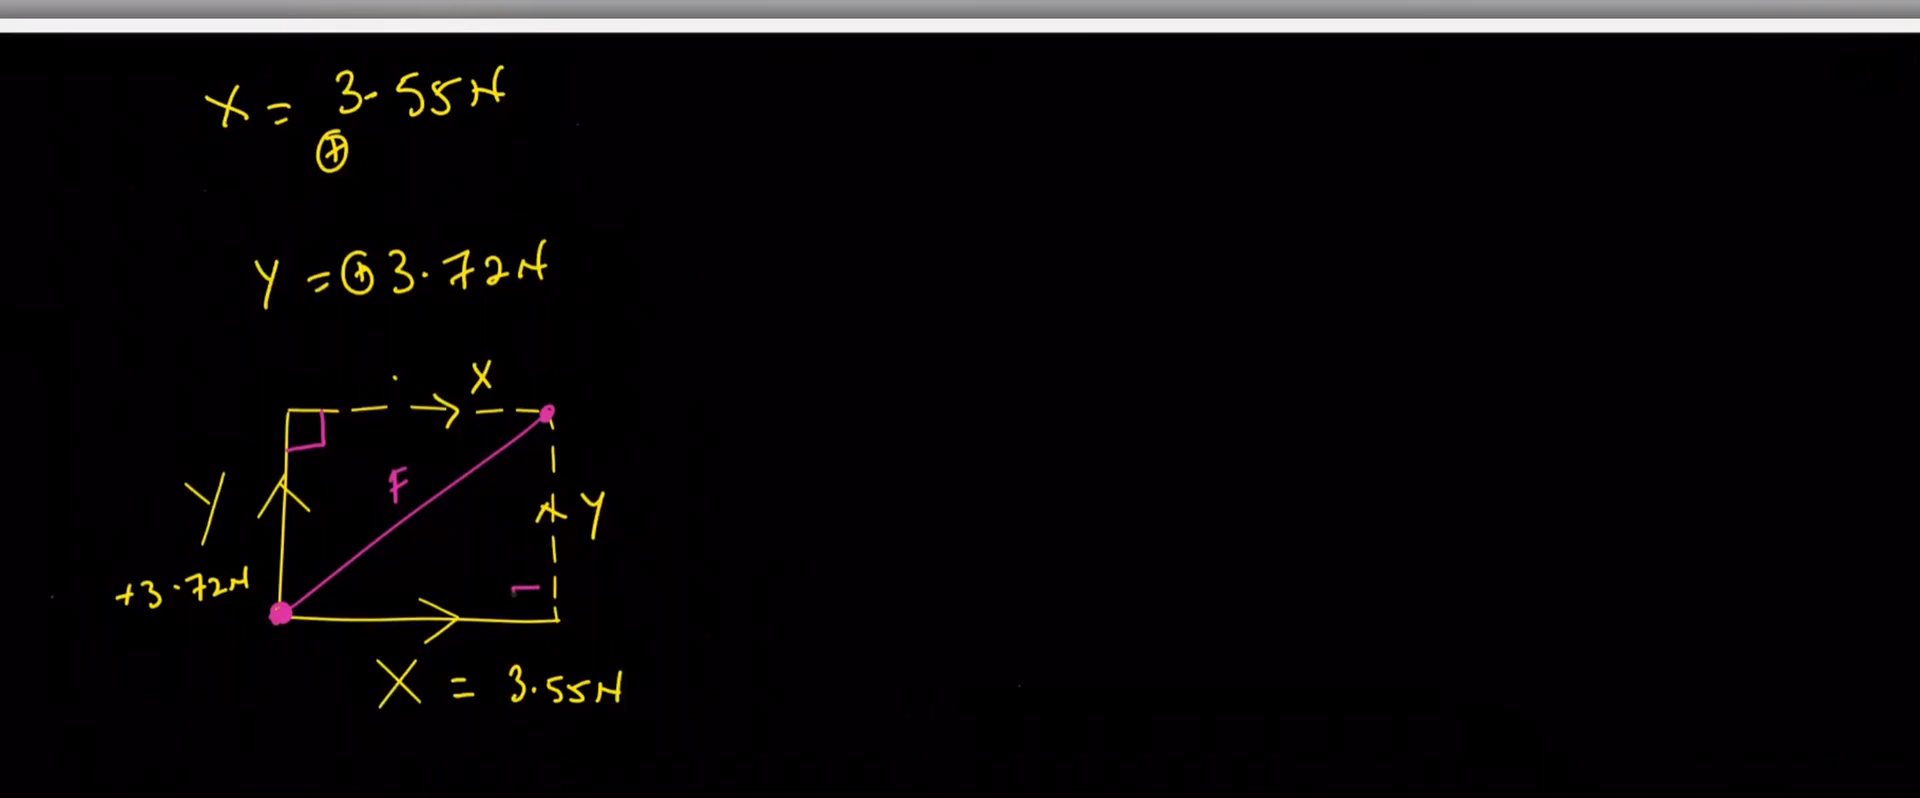 X = 3.55N
⊕
Y = ⊕ 3.72N
X
F
Y
Y
+3.72N
X = 3.55N